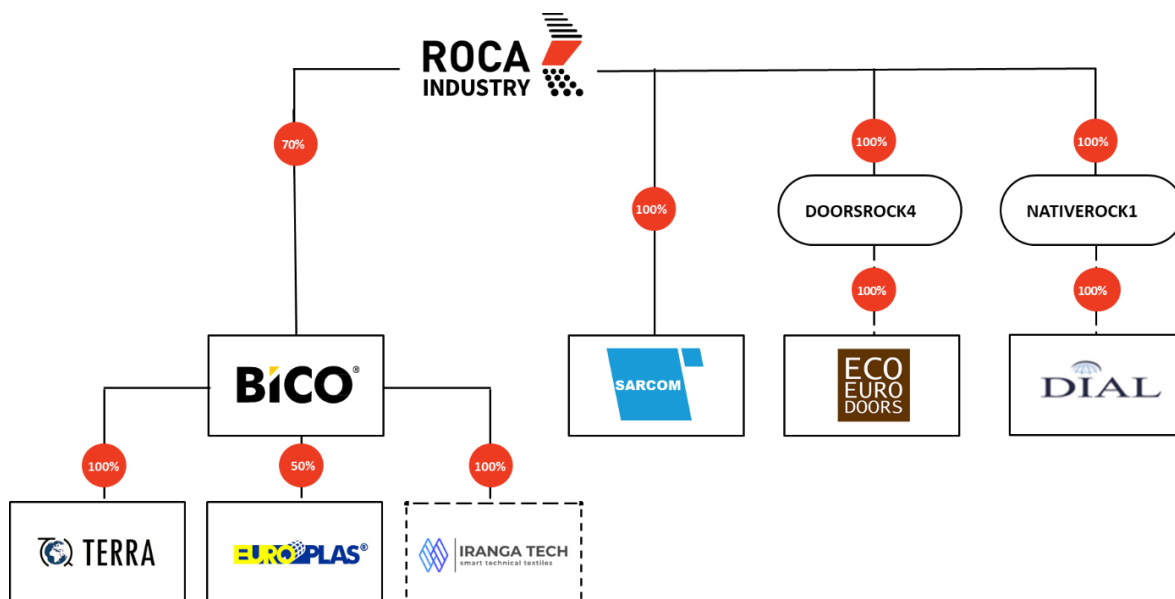 ROCA
INDUSTRY
70%
100%
100%
100%
DOORSROCK4
NATIVEROCK1
100%
100%
BICO®
SARCOM
ECO
EURO
DOORS
DIAL
100%
50%
100%
TERRA
EUROPLAS®
IRANGA TECH
smart technical textiles